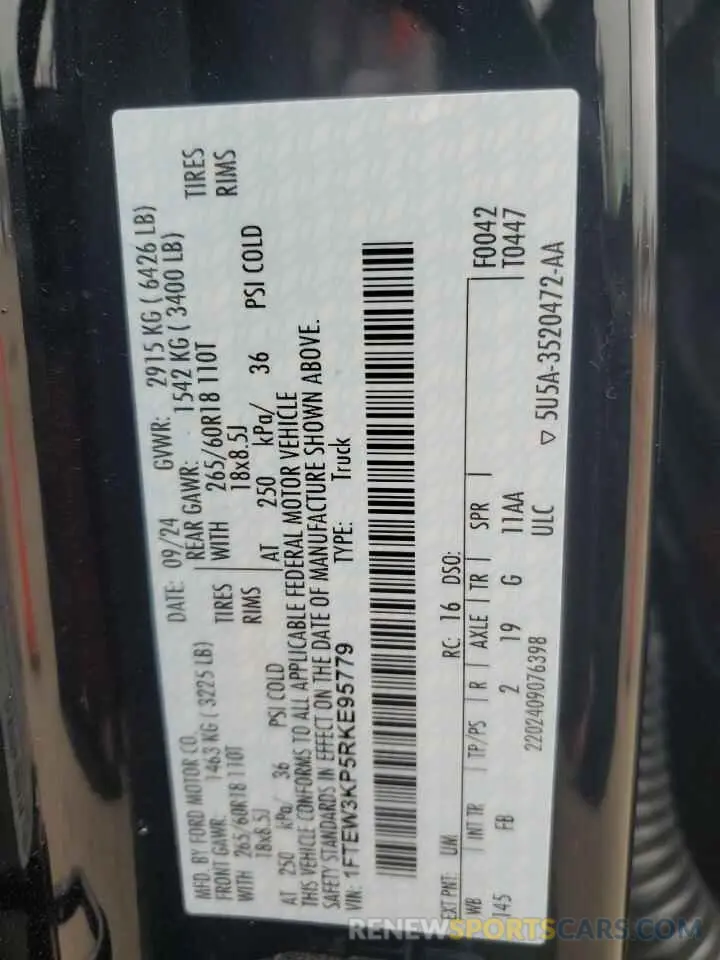 MFD. BY FORD MOTOR CO. DATE: 09/24 GVWR: 2915 KG ( 6426 LB)
FRONT GAWR: 1463 KG ( 3225 LB) REAR GAWR: 1542 KG ( 3400 LB)
WITH 265/60R18 110T TIRES WITH 265/60R18 110T TIRES
18x8.5J RIMS 18x8.5J RIMS
AT 250 kPa/ 36 PSI COLD AT 250 kPa/ 36 PSI COLD
THIS VEHICLE CONFORMS TO ALL APPLICABLE FEDERAL MOTOR VEHICLE
SAFETY STANDARDS IN EFFECT ON THE DATE OF MANUFACTURE SHOWN ABOVE.
VIN: 1FTEW3KP5RKE95779 TYPE: Truck
EXT PNT: UM RC: 16 DSO:
WB INT TR TP/PS R AXLE TR SPR F0042
145 FB 2 19 G 11AA T0447
2202409076398 ULC ▽ 5U5A-3520472-AA
RENEWSPORTSCARS.COM